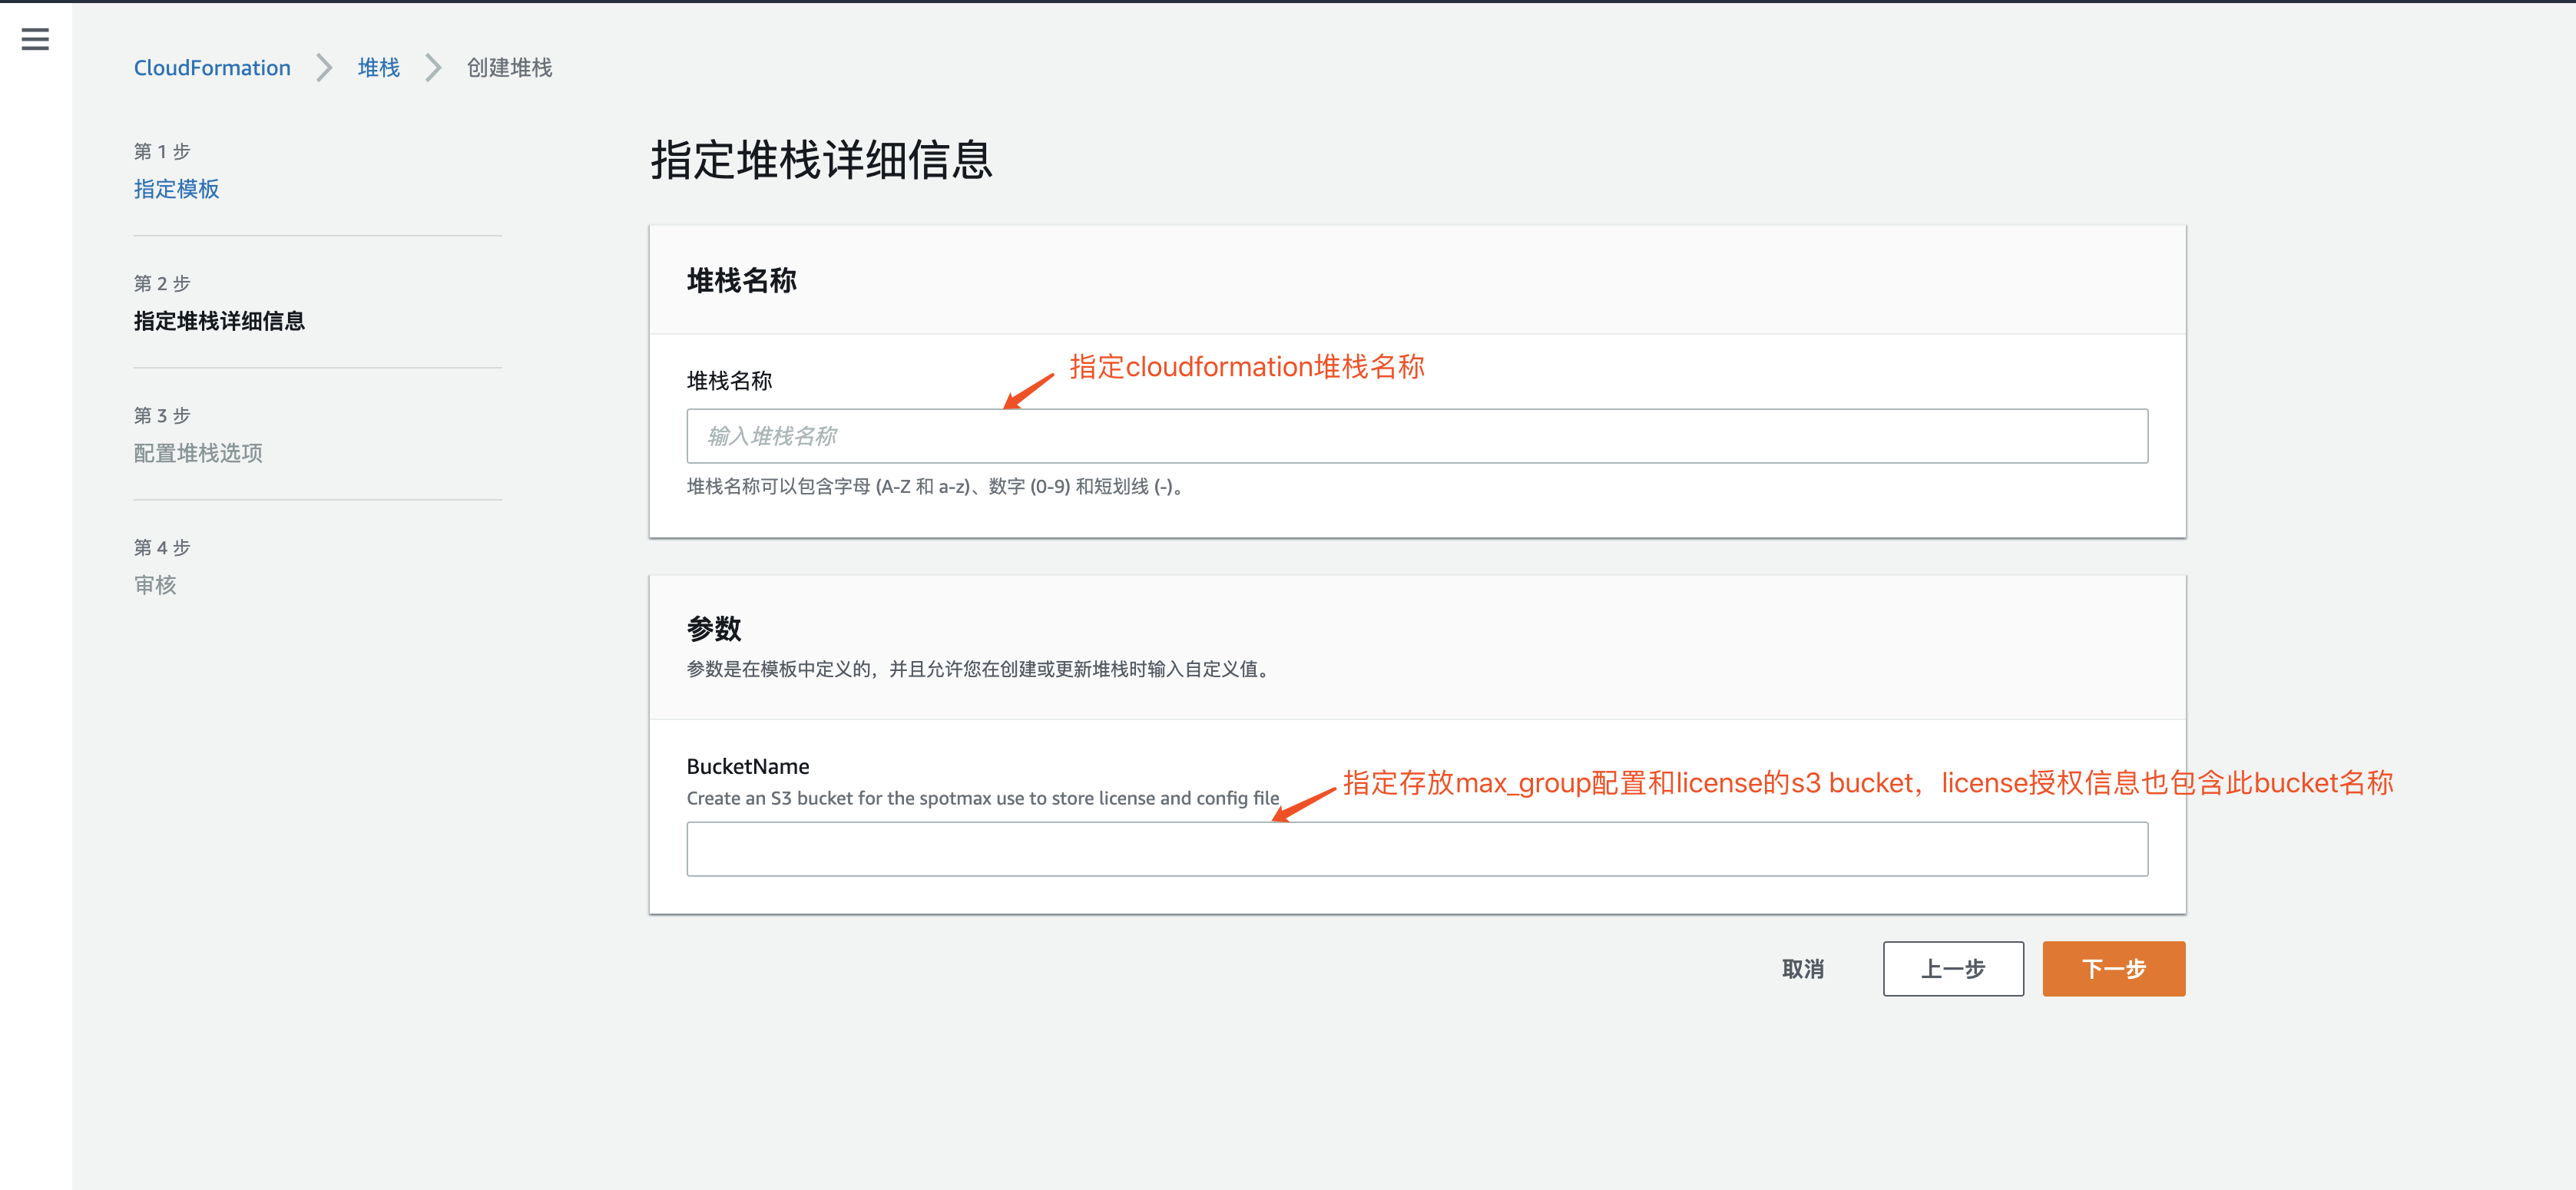 CloudFormation
堆栈
创建堆栈
第 1 步
指定模板
第 2 步
指定堆栈详细信息
第 3 步
配置堆栈选项
第 4 步
审核
指定堆栈详细信息
堆栈名称
堆栈名称
指定cloudformation堆栈名称
输入堆栈名称
堆栈名称可以包含字母 (A-Z 和 a-z)、数字 (0-9) 和短划线 (-)。
参数
参数是在模板中定义的，并且允许您在创建或更新堆栈时输入自定义值。
BucketName
指定存放max_group配置和license的s3 bucket，license授权信息也包含此bucket名称
Create an S3 bucket for the spotmax use to store license and config file
取消
上一步
下一步